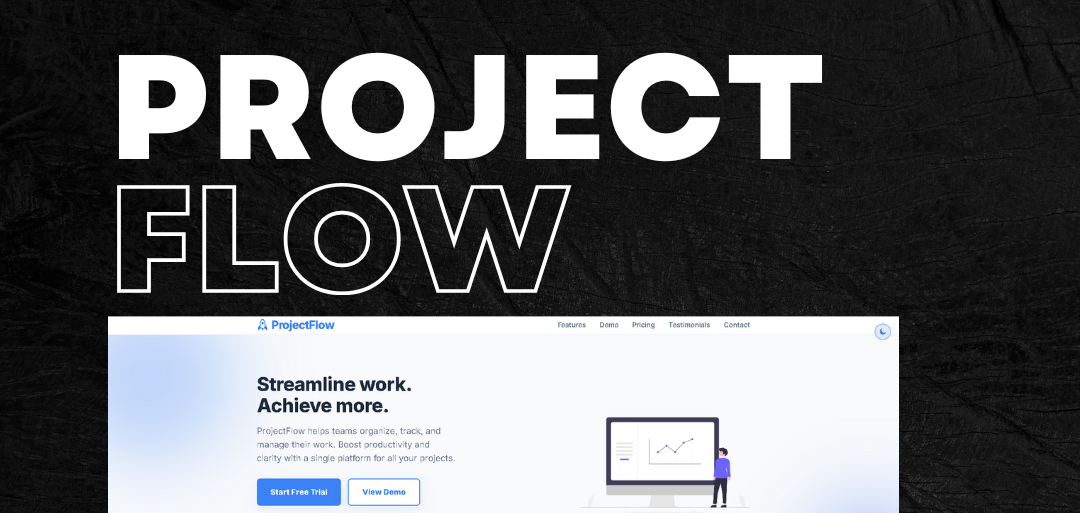 PROJECT
FLOW
ProjectFlow
Features Demo Pricing Testimonials Contact
Streamline work.
Achieve more.
ProjectFlow helps teams organize, track, and
manage their work. Boost productivity and
clarity with a single platform for all your projects.
Start Free Trial View Demo